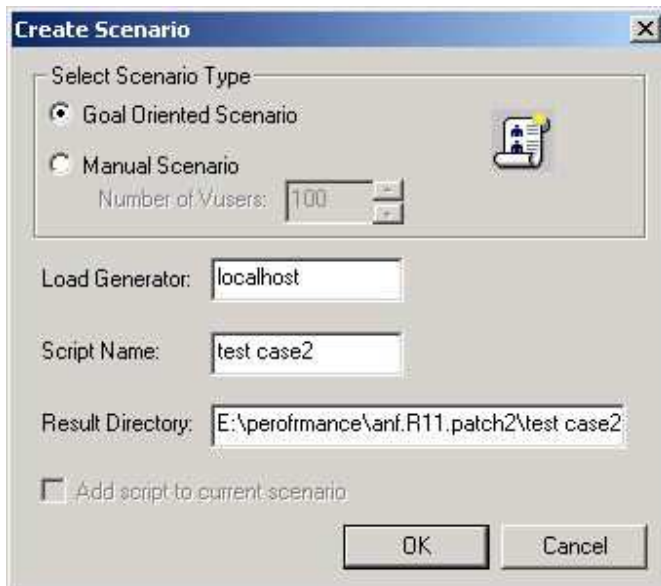 Create Scenario
Select Scenario Type
Goal Oriented Scenario
Manual Scenario
Number of Vusers: 100
Load Generator: localhost
Script Name: test case2
Result Directory: E:\perofrmance\anf.R11.patch2\test case2
Add script to current scenario
OK Cancel